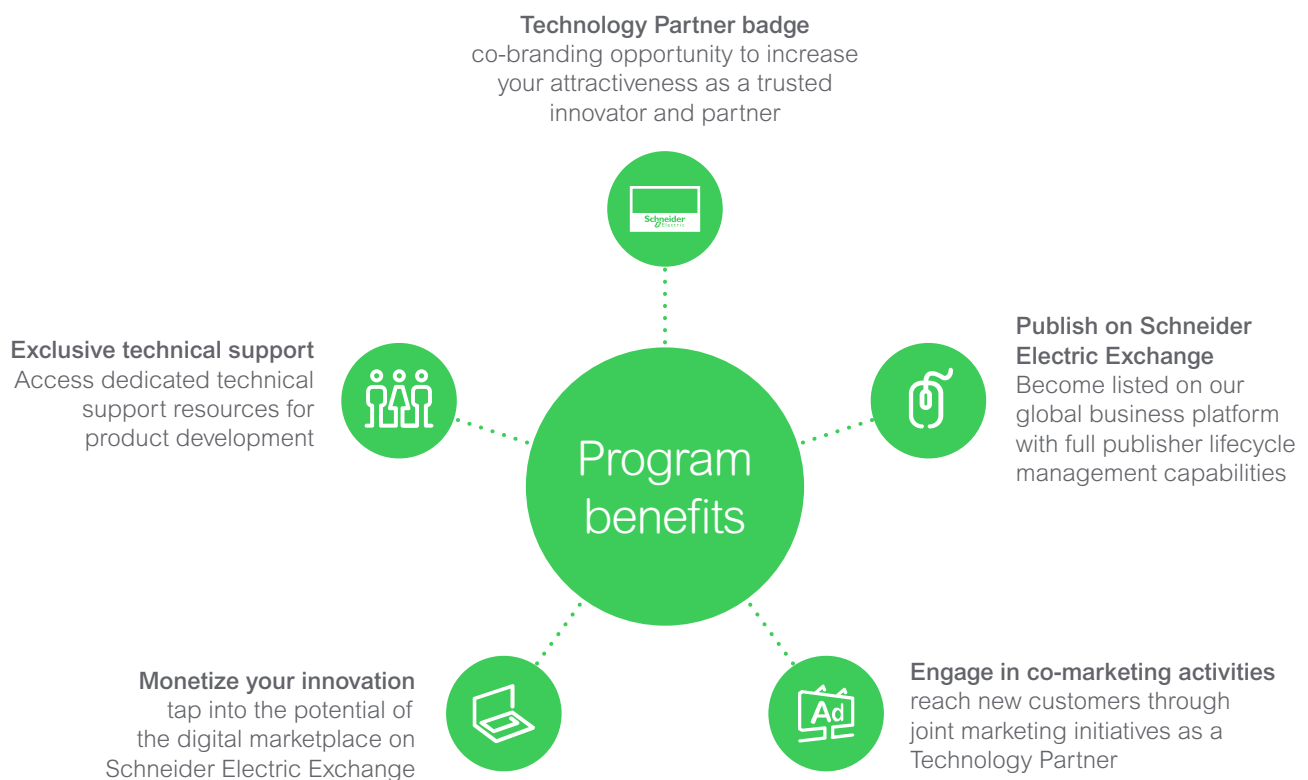 Technology Partner badge
co-branding opportunity to increase
your attractiveness as a trusted
innovator and partner
Schneider
Electric
Publish on Schneider
Electric Exchange
Become listed on our
global business platform
with full publisher lifecycle
management capabilities
Exclusive technical support
Access dedicated technical
support resources for
product development
Program
benefits
Monetize your innovation
tap into the potential of
the digital marketplace on
Schneider Electric Exchange
Ad
Engage in co-marketing activities
reach new customers through
joint marketing initiatives as a
Technology Partner